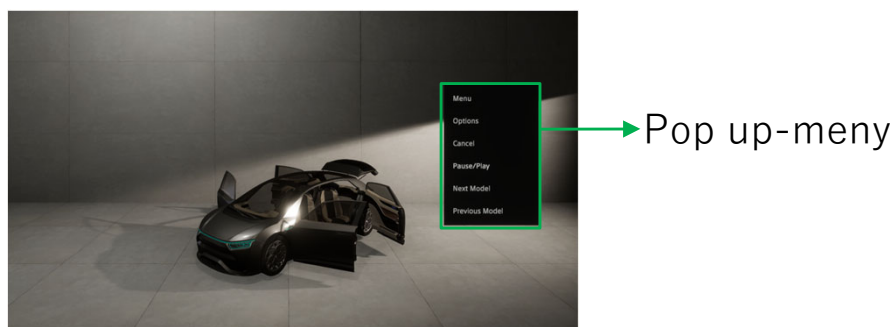 Menu
Options
Cancel
Pause/Play
Next Model
Previous Model
Pop up-meny